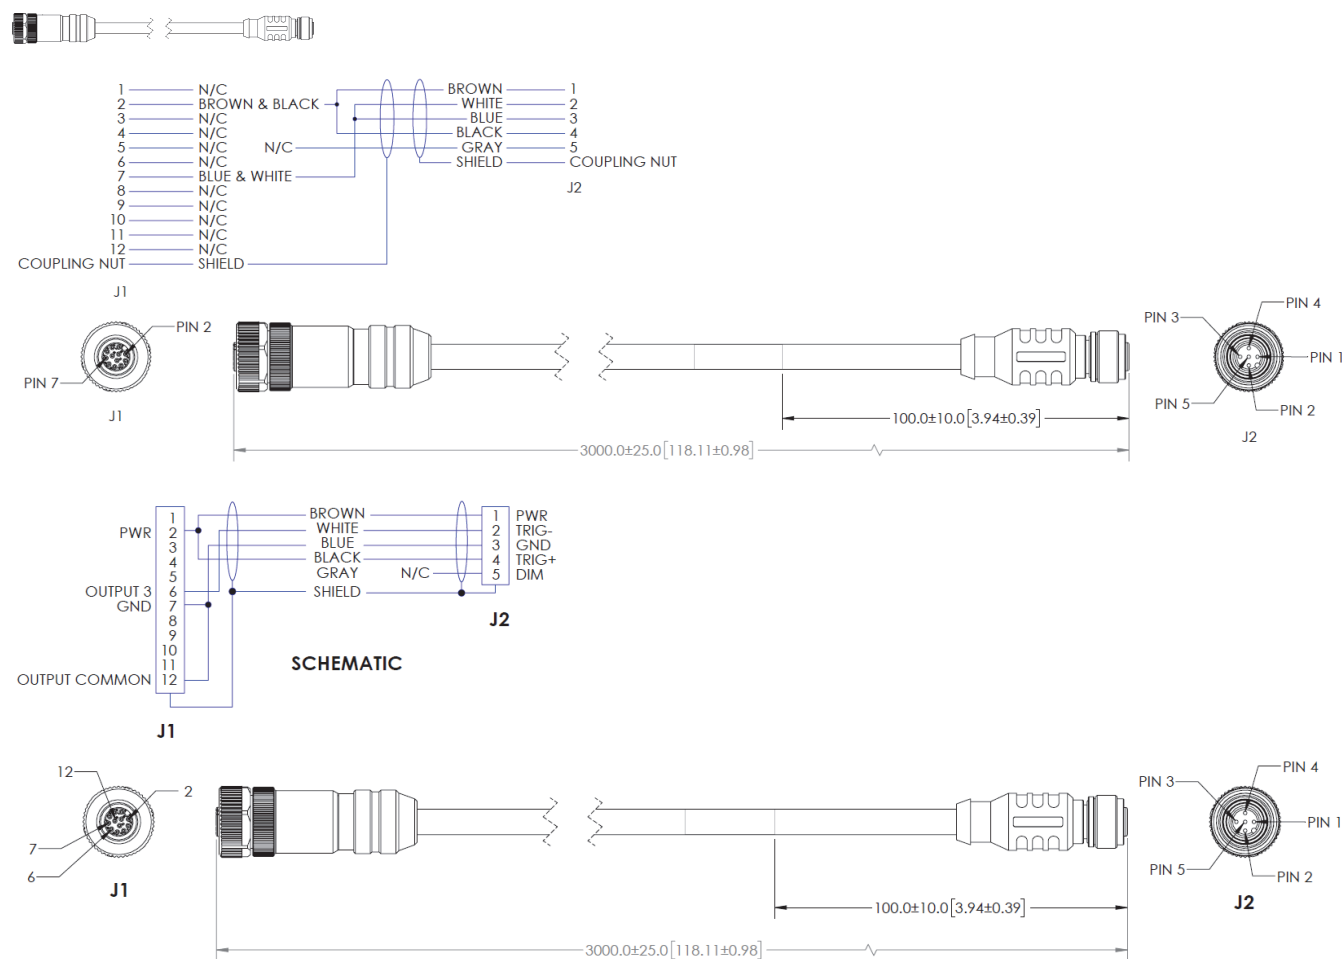 1 N/C BROWN 1
2 BROWN & BLACK WHITE 2
3 N/C BLUE 3
4 N/C BLACK 4
5 N/C N/C GRAY 5
6 N/C SHIELD COUPLING NUT
7 BLUE & WHITE
8 N/C J2
9 N/C
10 N/C
11 N/C
12 N/C
COUPLING NUT SHIELD
J1
PIN 2
PIN 7
J1
PIN 4
PIN 3
PIN 1
PIN 5
PIN 2
J2
100.0±10.0[3.94±0.39]
3000.0±25.0[118.11±0.98]
1 BROWN 1 PWR
PWR 2 WHITE 2 TRIG-
3 BLUE 3 GND
4 BLACK 4 TRIG+
5 GRAY N/C 5 DIM
OUTPUT 3 6 SHIELD
GND 7
8 J2
9
10
11 SCHEMATIC
OUTPUT COMMON 12
J1
12
2
7
6
J1
PIN 4
PIN 3
PIN 1
PIN 5
PIN 2
J2
100.0±10.0[3.94±0.39]
3000.0±25.0[118.11±0.98]